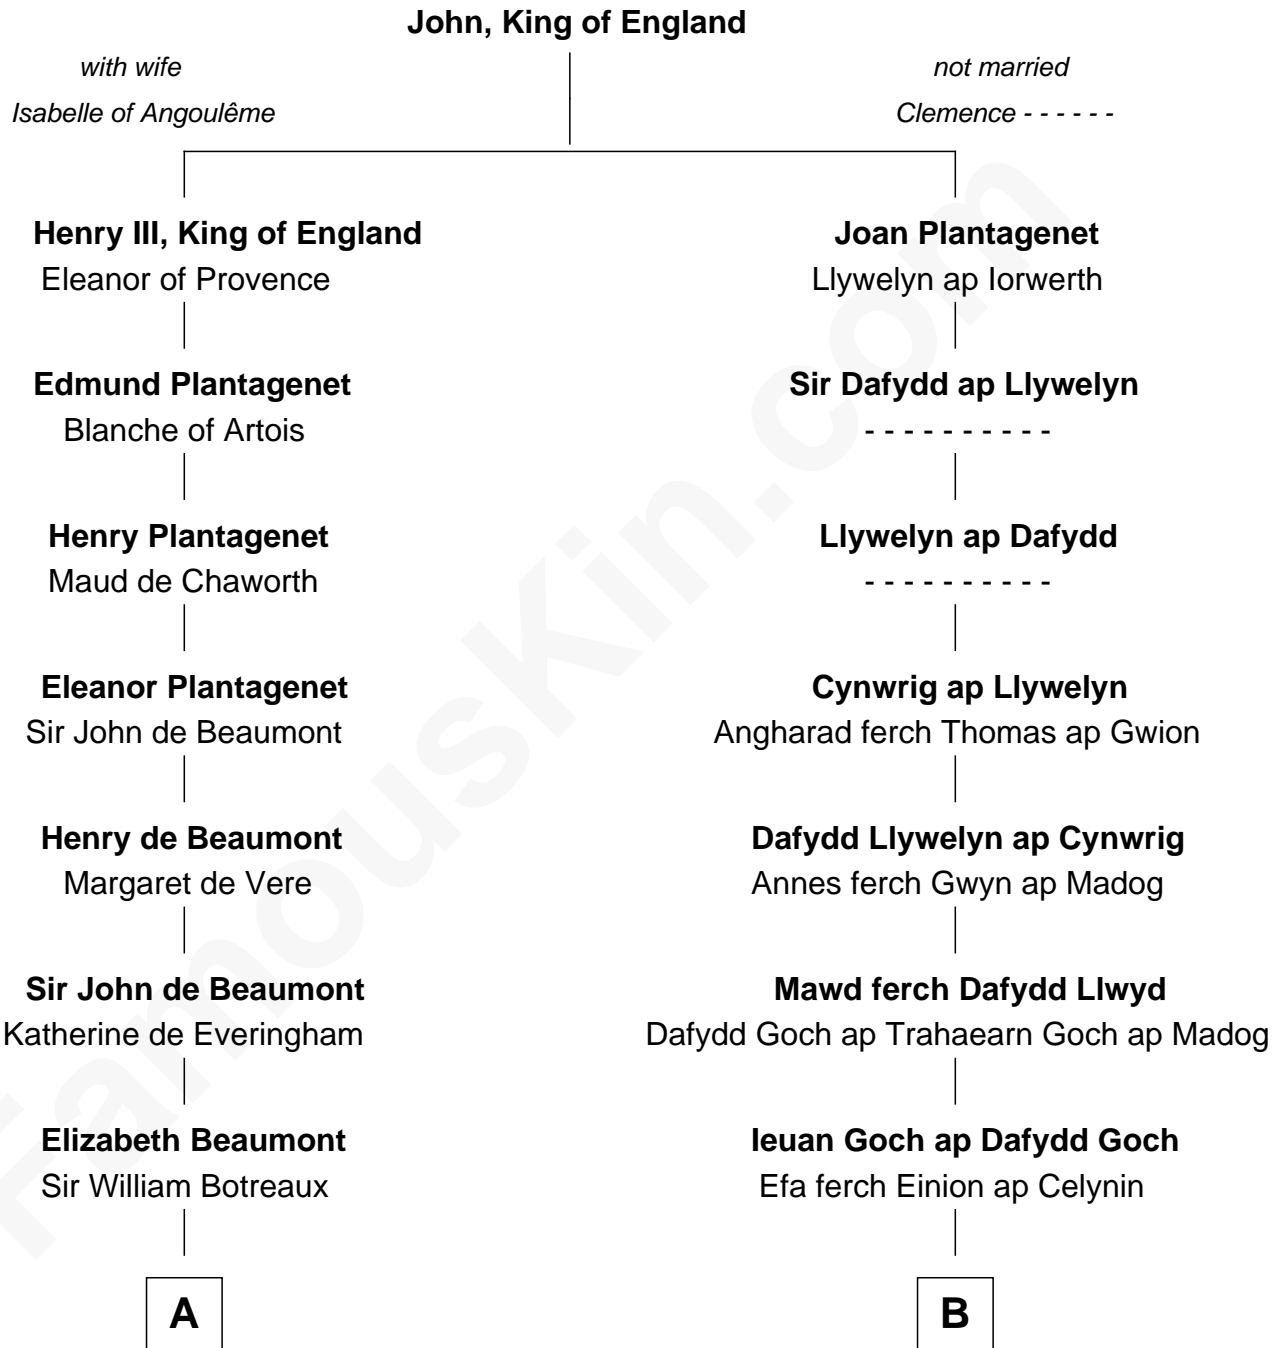 John, King of England
with wife
Isabelle of Angoulême
not married
Clemence - - - - - -
Henry III, King of England
Eleanor of Provence
Joan Plantagenet
Llywelyn ap Iorwerth
Edmund Plantagenet
Blanche of Artois
Sir Dafydd ap Llywelyn
- - - - - - - - - -
Henry Plantagenet
Maud de Chaworth
Llywelyn ap Dafydd
- - - - - - - - - -
Eleanor Plantagenet
Sir John de Beaumont
Cynwrig ap Llywelyn
Angharad ferch Thomas ap Gwion
Henry de Beaumont
Margaret de Vere
Dafydd Llywelyn ap Cynwrig
Annes ferch Gwyn ap Madog
Sir John de Beaumont
Katherine de Everingham
Mawd ferch Dafydd Llwyd
Dafydd Goch ap Trahaearn Goch ap Madog
Elizabeth Beaumont
Sir William Botreaux
Ieuan Goch ap Dafydd Goch
Efa ferch Einion ap Celynin
A
B
FamousKin.com